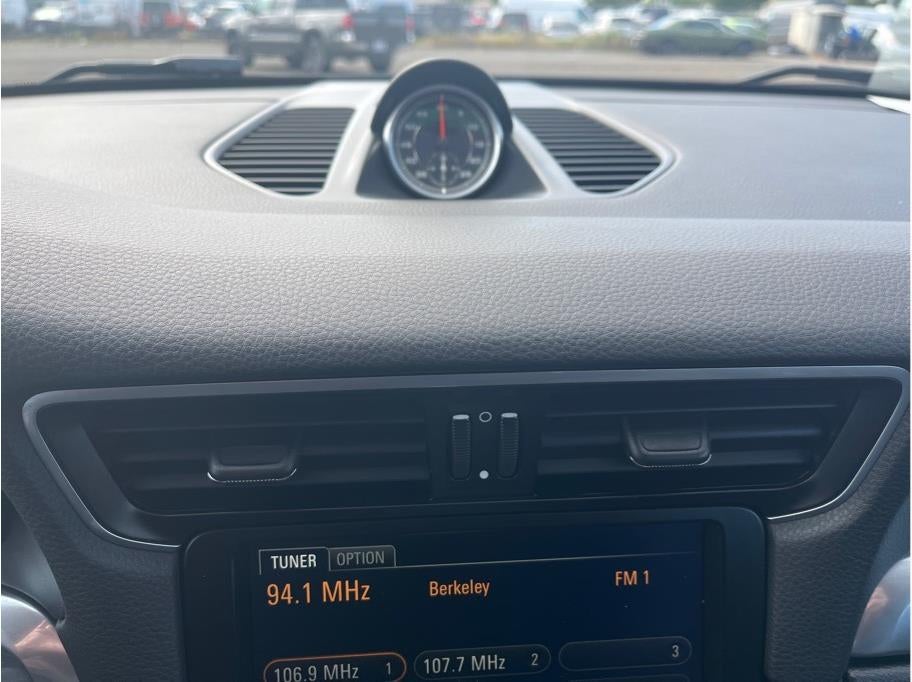 TUNER OPTION
94.1 MHz Berkeley FM 1
106.9 MHz 1 107.7 MHz 2 3